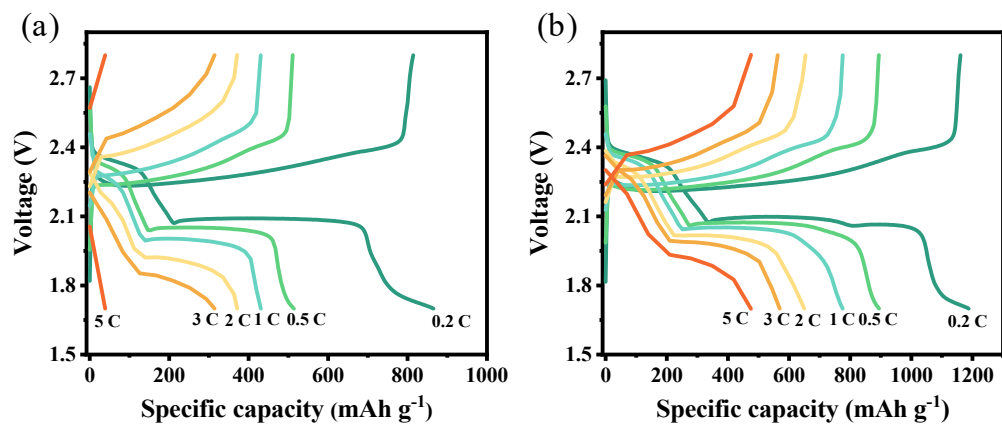 (a)
Voltage (V)
2.7
2.4
2.1
1.8
1.5
5 C 3 C 2 C 1 C 0.5 C 0.2 C
0 200 400 600 800 1000
Specific capacity (mAh g⁻¹)
(b)
Voltage (V)
2.7
2.4
2.1
1.8
1.5
5 C 3 C 2 C 1 C 0.5 C 0.2 C
0 200 400 600 800 1000 1200
Specific capacity (mAh g⁻¹)